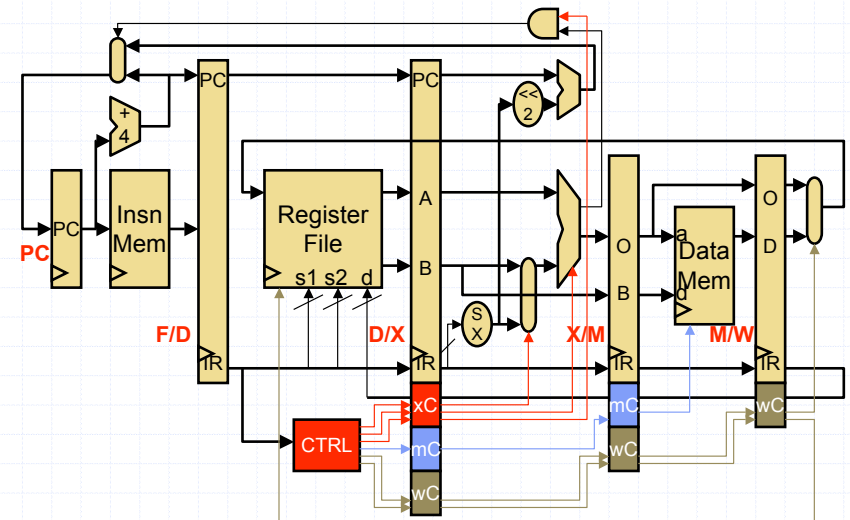 PC
PC
<<
2
+
4
A
S
X
B
PC
PC
Insn
Mem
Register
File
s1 s2 d
O
B
a
Data
Mem
d
O
D
F/D
D/X
X/M
M/W
IR
IR
IR
IR
CTRL
xC
mC
wC
mC
wC
wC